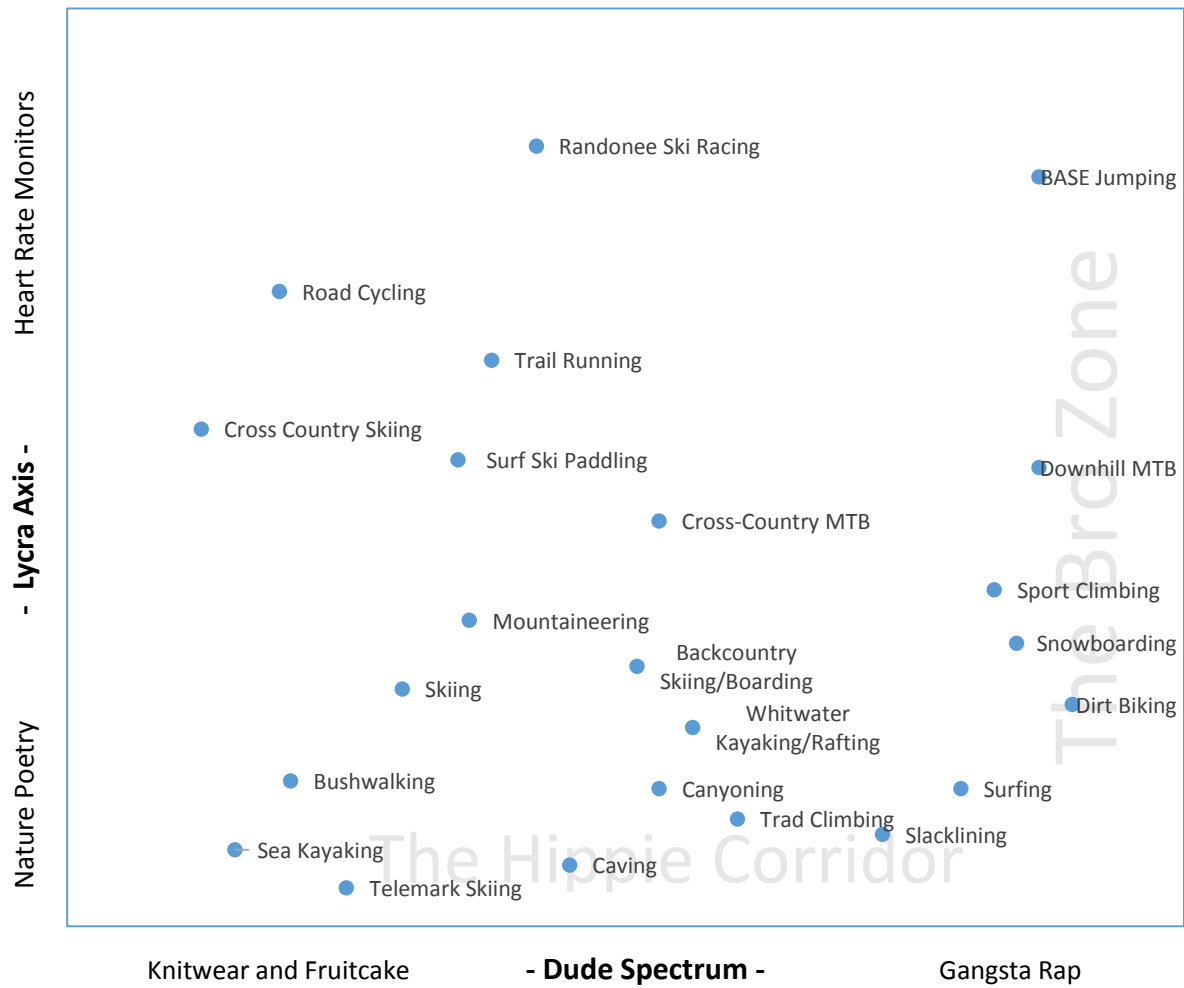 Heart Rate Monitors
- Lycra Axis -
Nature Poetry
Randonee Ski Racing
BASE Jumping
Road Cycling
Trail Running
Cross Country Skiing
Surf Ski Paddling
Downhill MTB
Cross-Country MTB
Sport Climbing
Mountaineering
Snowboarding
Backcountry
Skiing/Boarding
Skiing
Dirt Biking
Whitwater
Kayaking/Rafting
Bushwalking
Canyoning
Surfing
Trad Climbing
Slacklining
Sea Kayaking
Caving
Telemark Skiing
The Bro Zone
The Hippie Corridor
Knitwear and Fruitcake
- Dude Spectrum -
Gangsta Rap